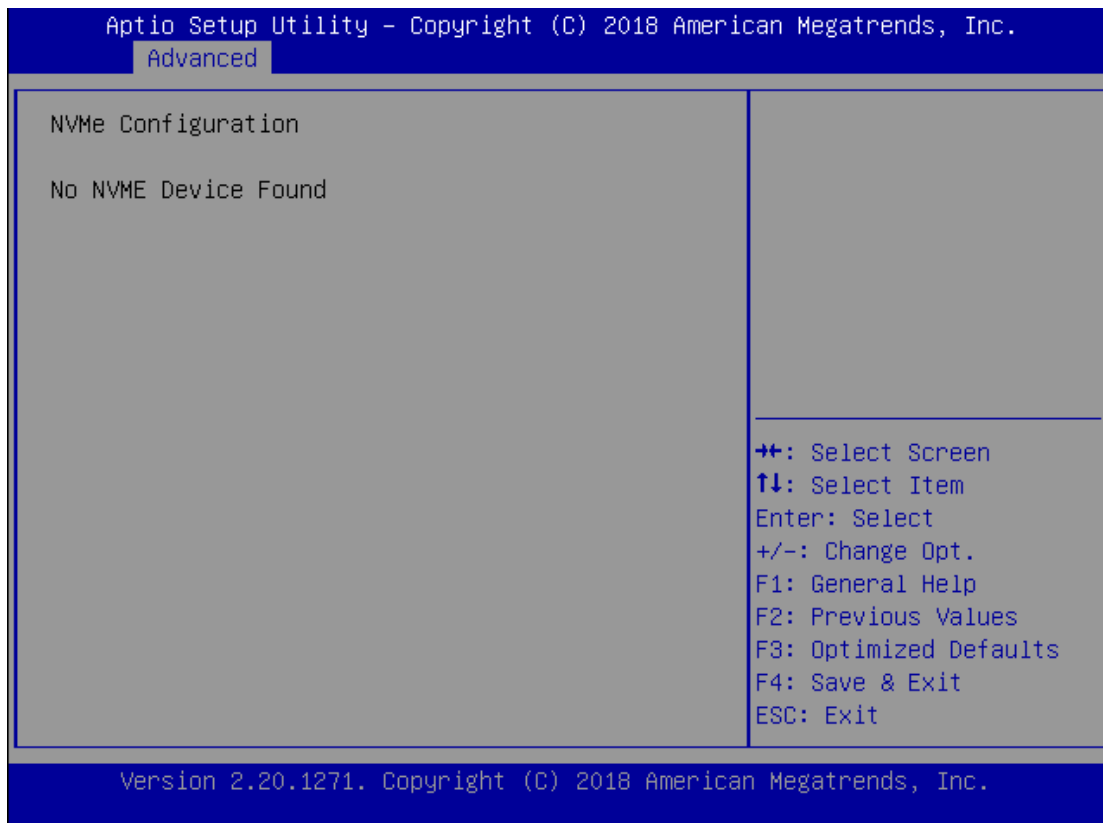 Aptio Setup Utility – Copyright (C) 2018 American Megatrends, Inc.
Advanced
NVMe Configuration
No NVME Device Found
→←: Select Screen
↑↓: Select Item
Enter: Select
+/-: Change Opt.
F1: General Help
F2: Previous Values
F3: Optimized Defaults
F4: Save & Exit
ESC: Exit
Version 2.20.1271. Copyright (C) 2018 American Megatrends, Inc.